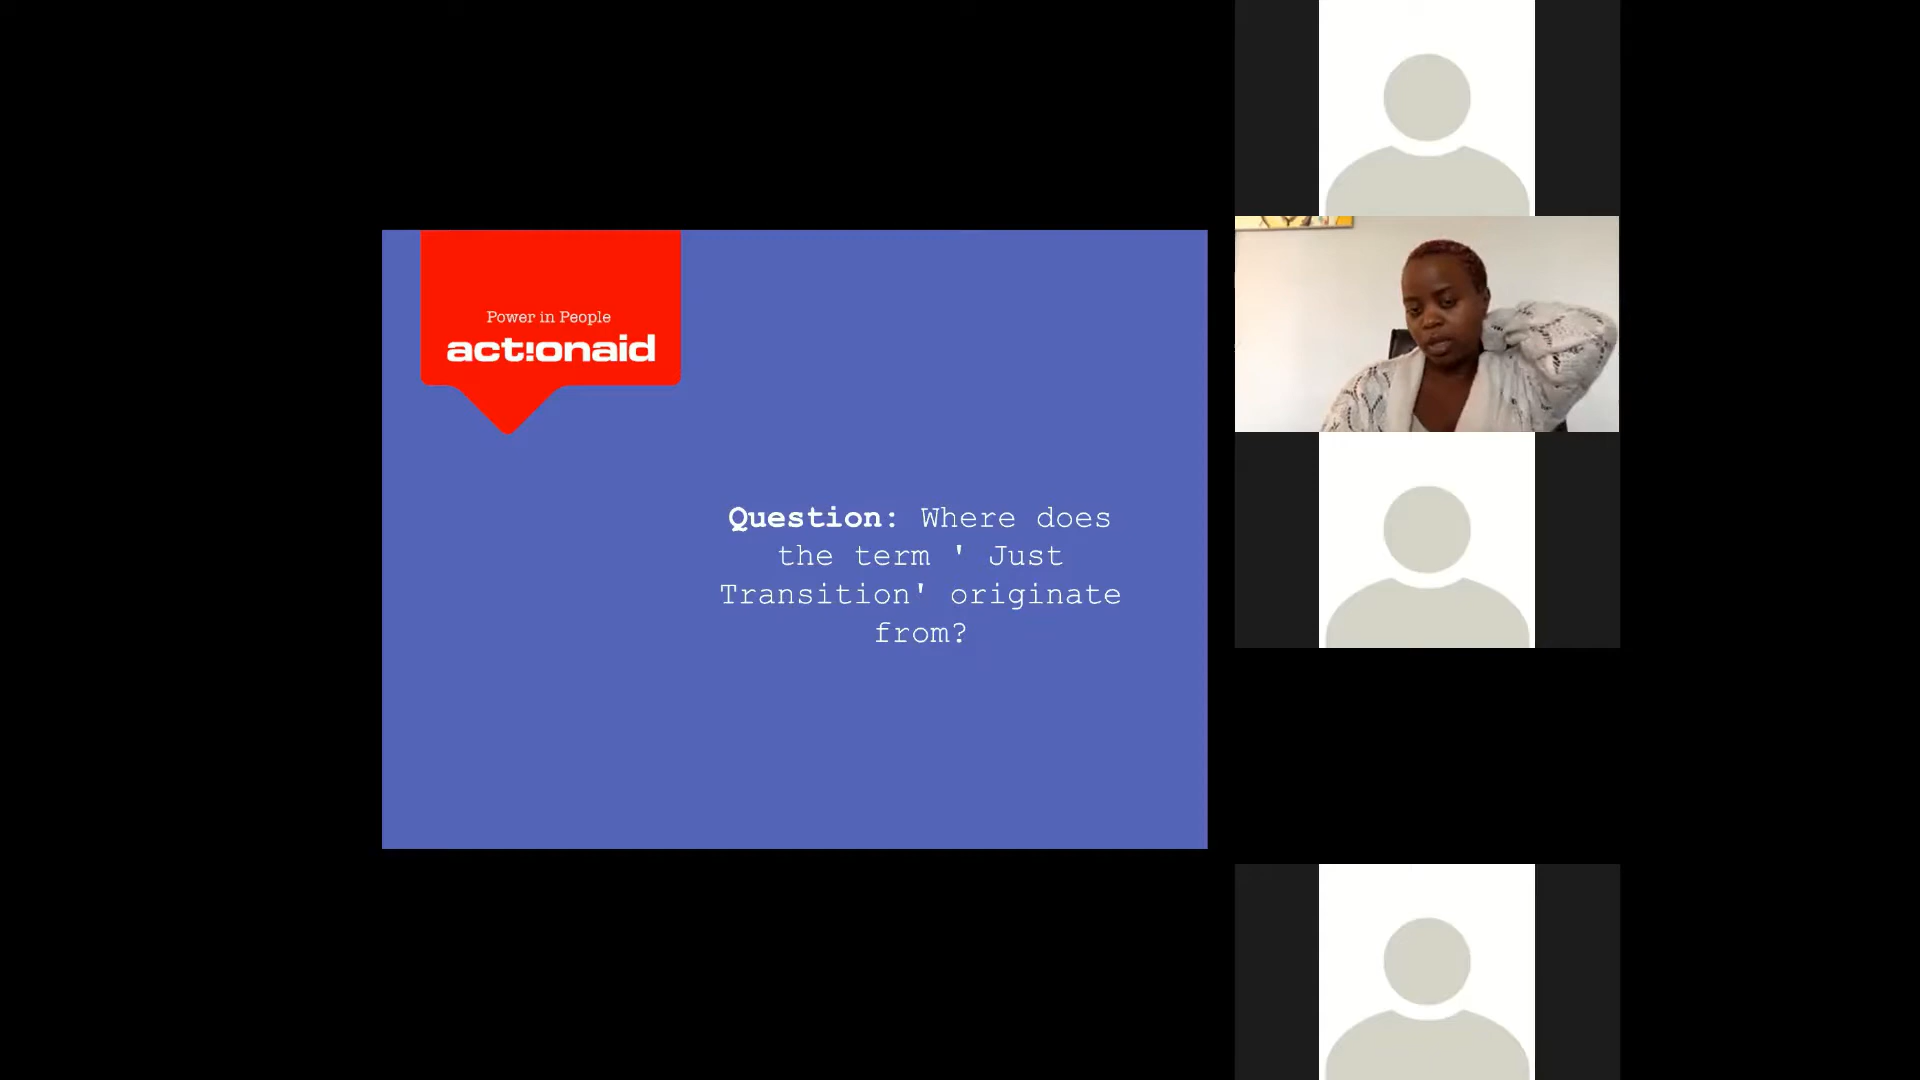 Power in People
act!onaid
Question: Where does
the term ' Just
Transition' originate
from?